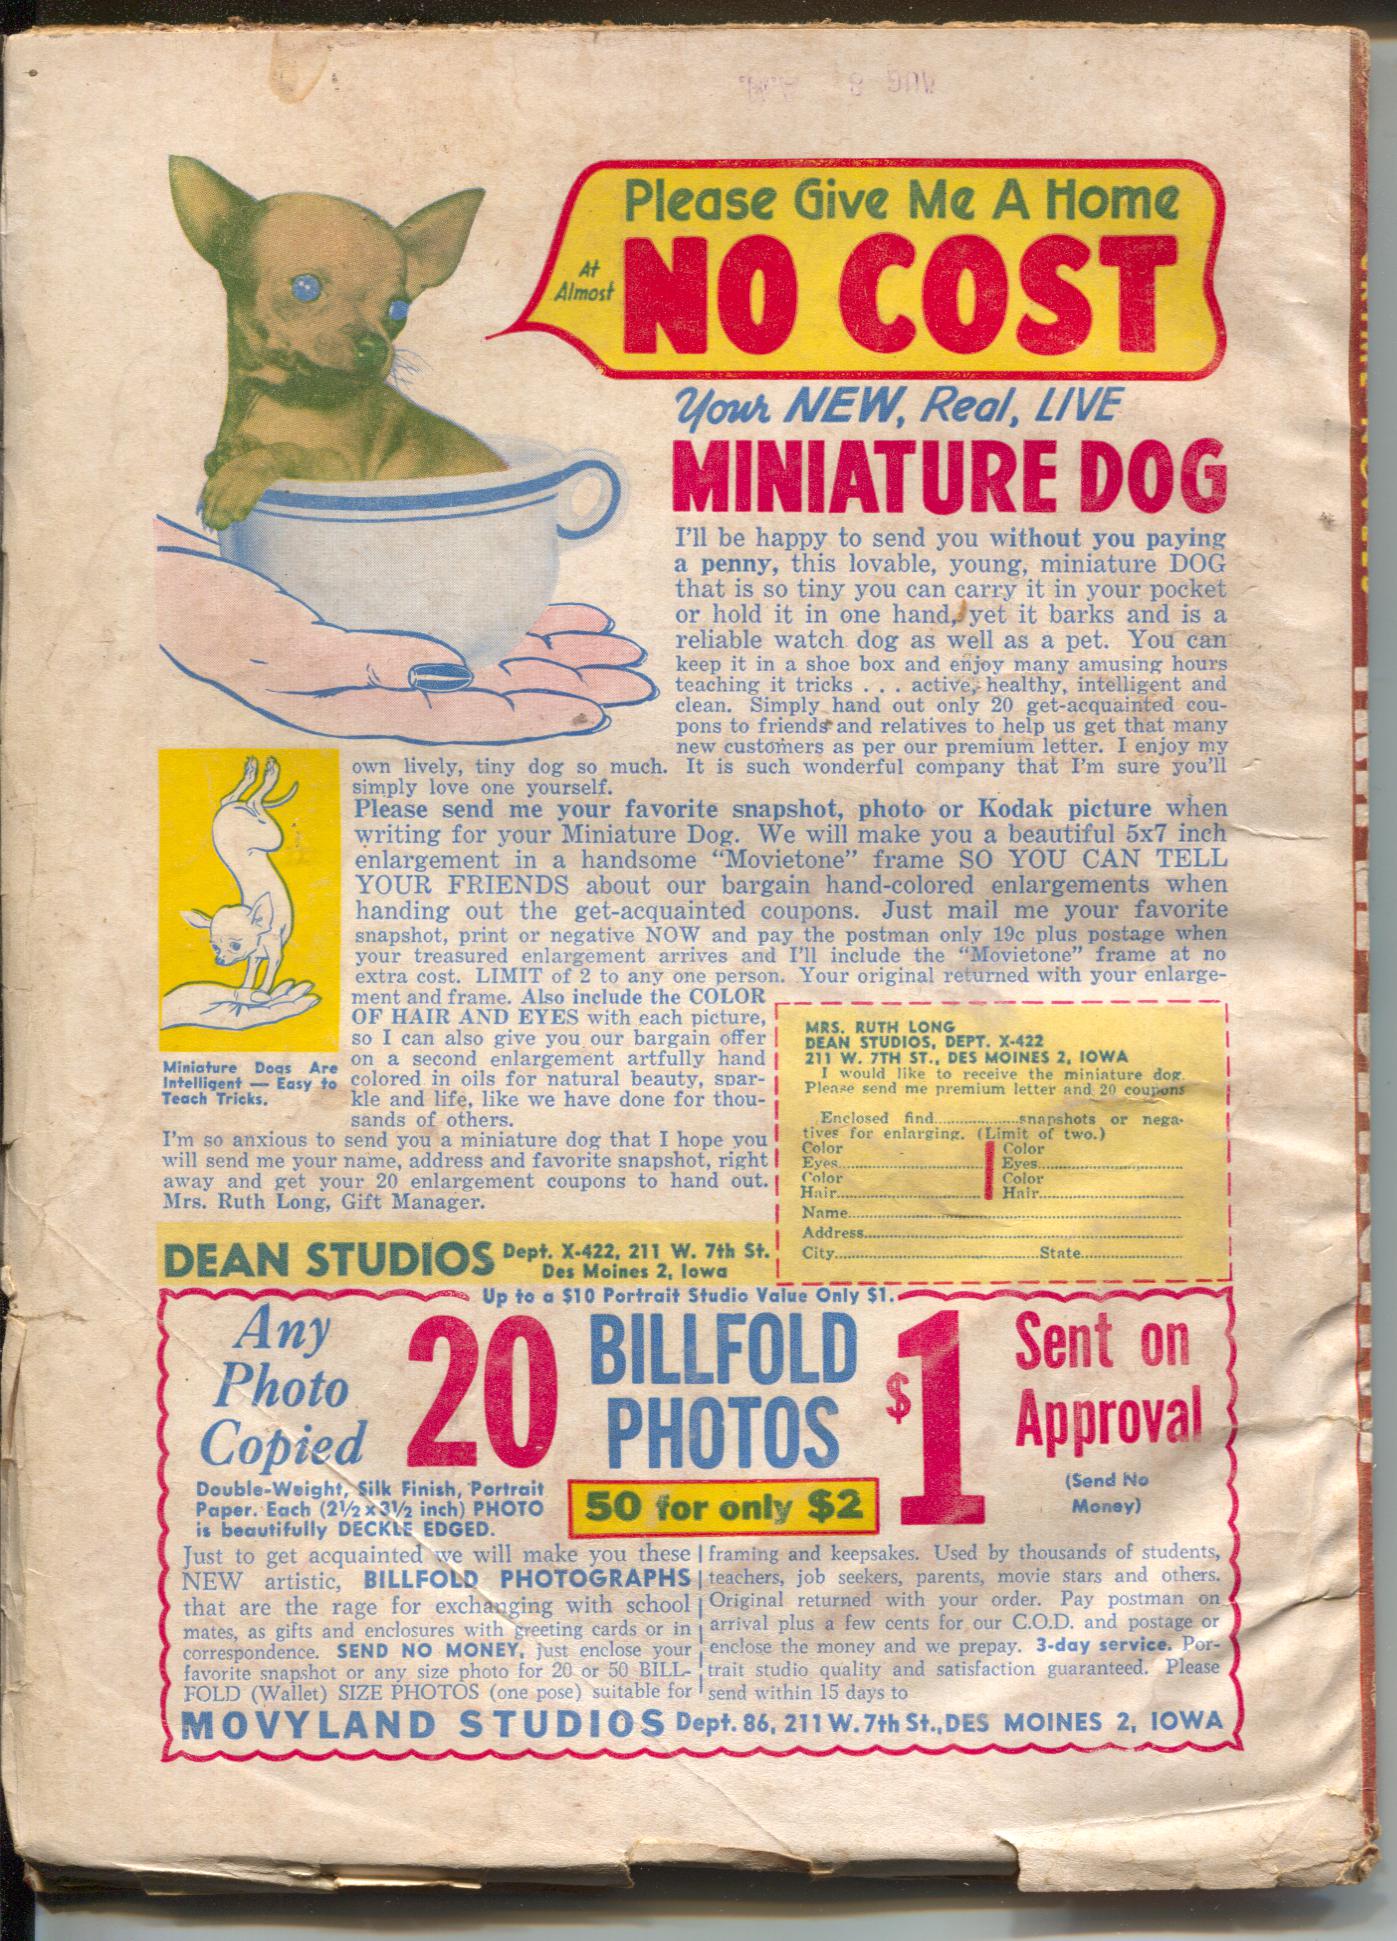 AUG 8
Please Give Me A Home
At
Almost
NO COST
Your NEW, Real, LIVE
MINIATURE DOG
I'll be happy to send you without you paying
a penny, this lovable, young, miniature DOG
that is so tiny you can carry it in your pocket
or hold it in one hand, yet it barks and is a
reliable watch dog as well as a pet. You can
keep it in a shoe box and enjoy many amusing hours
teaching it tricks . . . active, healthy, intelligent and
clean. Simply hand out only 20 get-acquainted cou-
pons to friends and relatives to help us get that many
new customers as per our premium letter. I enjoy my
own lively, tiny dog so much. It is such wonderful company that I'm sure you'll
simply love one yourself.
Please send me your favorite snapshot, photo or Kodak picture when
writing for your Miniature Dog. We will make you a beautiful 5x7 inch
enlargement in a handsome "Movietone" frame SO YOU CAN TELL
YOUR FRIENDS about our bargain hand-colored enlargements when
handing out the get-acquainted coupons. Just mail me your favorite
snapshot, print or negative NOW and pay the postman only 19c plus postage when
your treasured enlargement arrives and I'll include the "Movietone" frame at no
extra cost. LIMIT of 2 to any one person. Your original returned with your enlarge-
ment and frame. Also include the COLOR
OF HAIR AND EYES with each picture,
so I can also give you our bargain offer
on a second enlargement artfully hand
colored in oils for natural beauty, spar-
kle and life, like we have done for thou-
sands of others.
Miniature Dogs Are
Intelligent — Easy to
Teach Tricks.
I'm so anxious to send you a miniature dog that I hope you
will send me your name, address and favorite snapshot, right
away and get your 20 enlargement coupons to hand out.
Mrs. Ruth Long, Gift Manager.
MRS. RUTH LONG
DEAN STUDIOS, DEPT. X-422
211 W. 7TH ST., DES MOINES 2, IOWA
I would like to receive the miniature dog.
Please send me premium letter and 20 coupons
Enclosed find..................snapshots or nega-
tives for enlarging. (Limit of two.)
Color Color
Eyes.............................. Eyes..............................
Color Color
Hair.............................. Hair..............................
Name............................................................
Address............................................................
City........................................State....................
DEAN STUDIOS Dept. X-422, 211 W. 7th St.
Des Moines 2, Iowa
Up to a $10 Portrait Studio Value Only $1.
Any
Photo
Copied
20
BILLFOLD
PHOTOS
$1
Sent on
Approval
(Send No
Money)
50 for only $2
Double-Weight, Silk Finish, Portrait
Paper. Each (2½x3½ inch) PHOTO
is beautifully DECKLE EDGED.
Just to get acquainted we will make you these
NEW artistic, BILLFOLD PHOTOGRAPHS
that are the rage for exchanging with school
mates, as gifts and enclosures with greeting cards or in
correspondence. SEND NO MONEY, just enclose your
favorite snapshot or any size photo for 20 or 50 BILL-
FOLD (Wallet) SIZE PHOTOS (one pose) suitable for
framing and keepsakes. Used by thousands of students,
teachers, job seekers, parents, movie stars and others.
Original returned with your order. Pay postman on
arrival plus a few cents for our C.O.D. and postage or
enclose the money and we prepay. 3-day service. Por-
trait studio quality and satisfaction guaranteed. Please
send within 15 days to
MOVYLAND STUDIOS Dept. 86, 211 W. 7th St., DES MOINES 2, IOWA